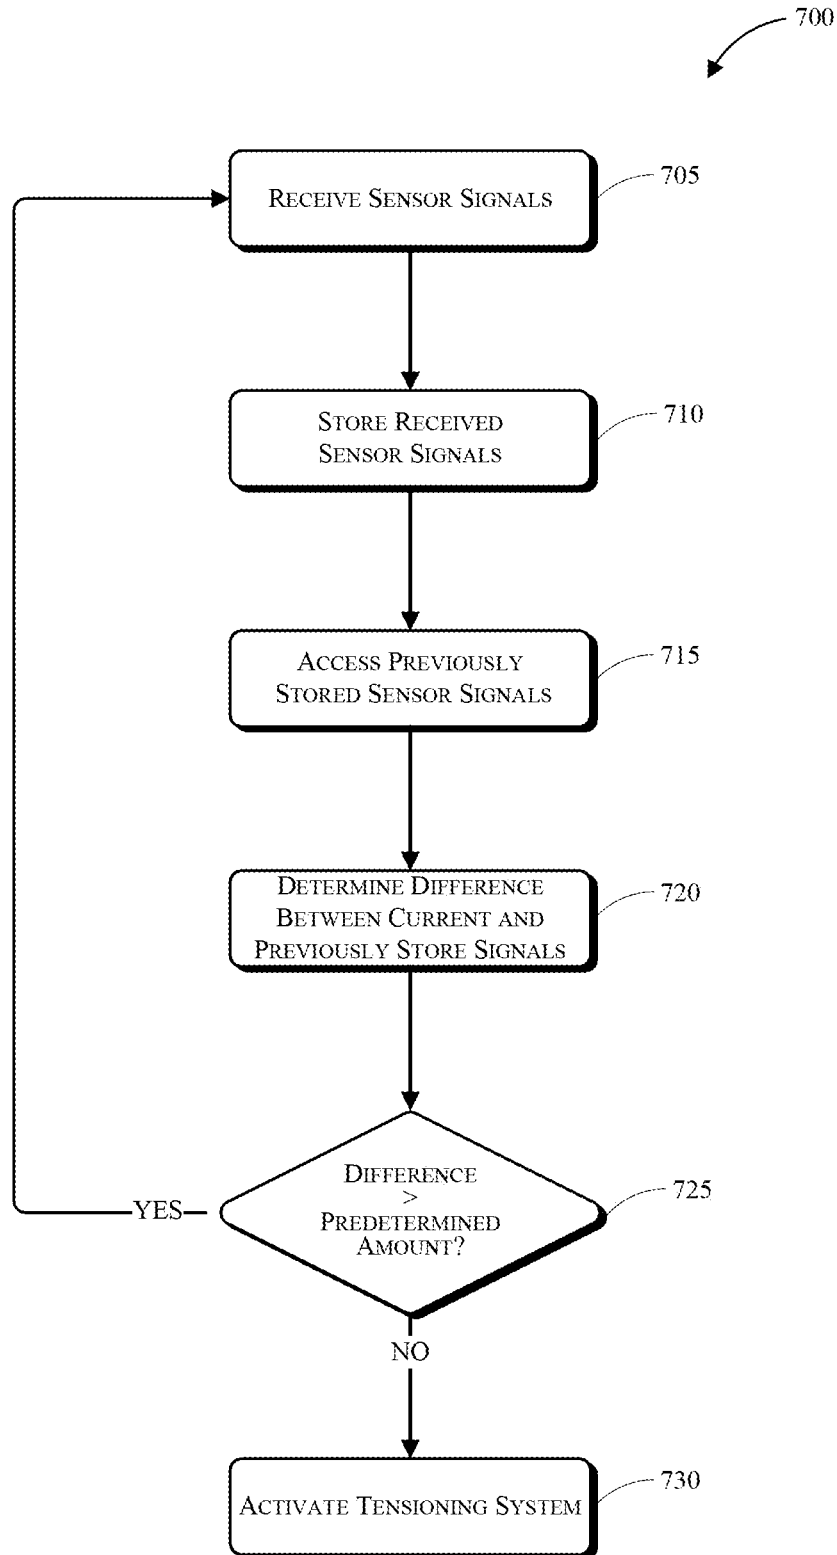 700
RECEIVE SENSOR SIGNALS
705
STORE RECEIVED
SENSOR SIGNALS
710
ACCESS PREVIOUSLY
STORED SENSOR SIGNALS
715
DETERMINE DIFFERENCE
BETWEEN CURRENT AND
PREVIOUSLY STORE SIGNALS
720
DIFFERENCE
>
PREDETERMINED
AMOUNT?
725
YES
NO
ACTIVATE TENSIONING SYSTEM
730